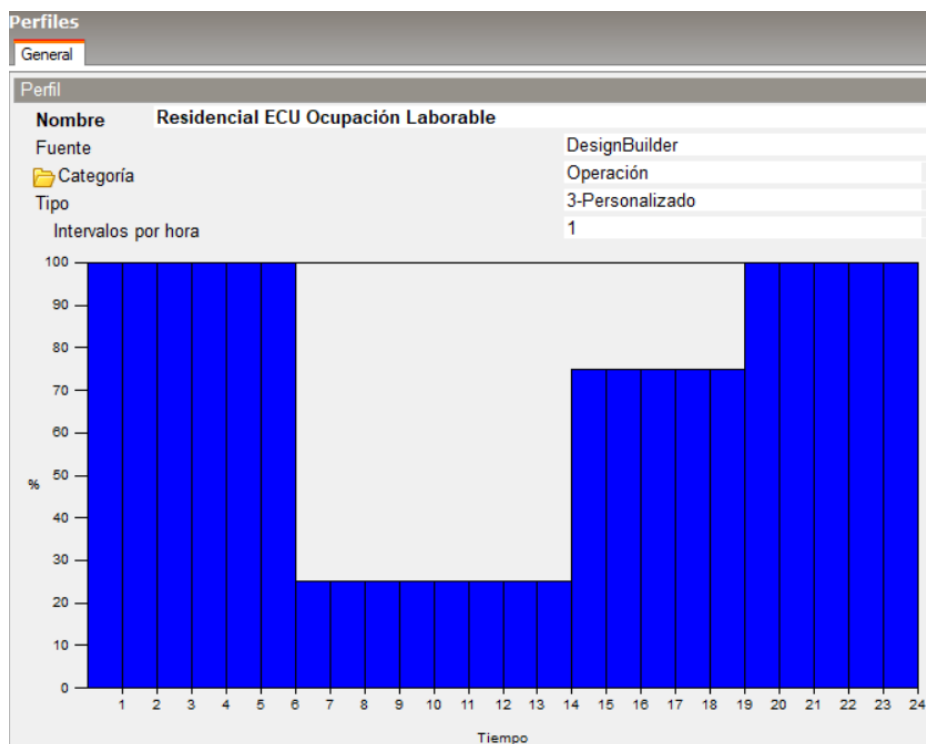 Perfiles
General
Perfil
Nombre Residencial ECU Ocupación Laborable
Fuente DesignBuilder
Categoría Operación
Tipo 3-Personalizado
Intervalos por hora 1
100
90
80
70
60
50
%
40
30
20
10
0
1 2 3 4 5 6 7 8 9 10 11 12 13 14 15 16 17 18 19 20 21 22 23 24
Tiempo